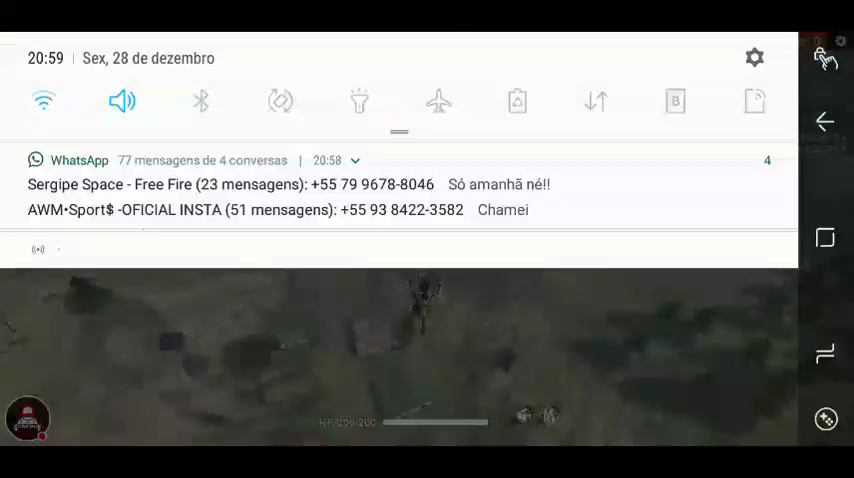 20:59 | Sex, 28 de dezembro
WhatsApp 77 mensagens de 4 conversas | 20:58 4
Sergipe Space - Free Fire (23 mensagens): +55 79 9678-8046 Só amanhã né!!
AWM•Sport$ -OFICIAL INSTA (51 mensagens): +55 93 8422-3582 Chamei
HP 200/200